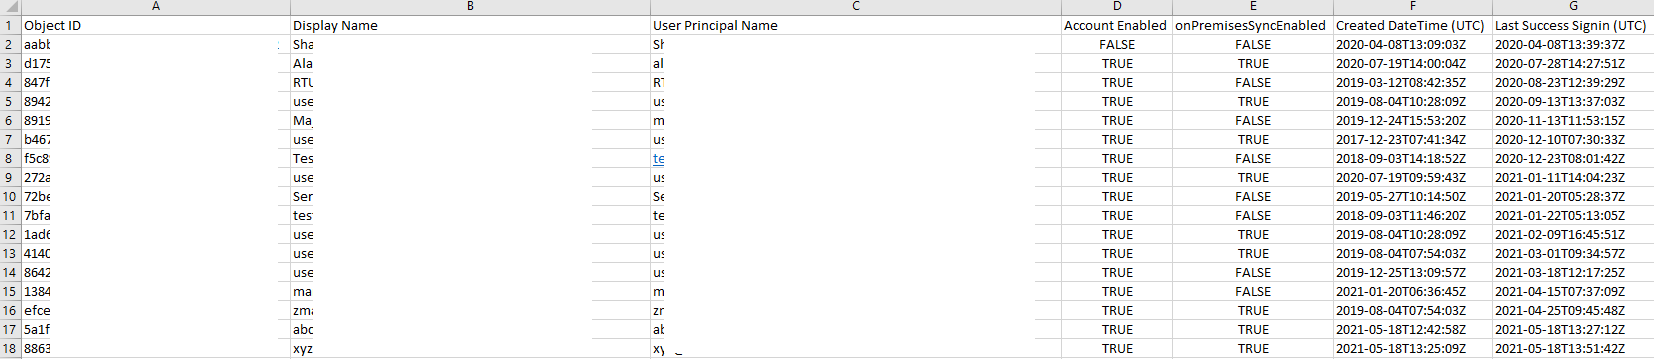 A B C D E F G
1 Object ID Display Name User Principal Name Account Enabled onPremisesSyncEnabled Created DateTime (UTC) Last Success Signin (UTC)
2 aabb Sha Sh FALSE FALSE 2020-04-08T13:09:03Z 2020-04-08T13:39:37Z
3 d175 Ala al TRUE TRUE 2020-07-19T14:00:04Z 2020-07-28T14:27:51Z
4 847f RTU RT TRUE FALSE 2019-03-12T08:42:35Z 2020-08-23T12:39:29Z
5 8942 use us TRUE TRUE 2019-08-04T10:28:09Z 2020-09-13T13:37:03Z
6 8919 Maj m TRUE FALSE 2019-12-24T15:53:20Z 2020-11-13T11:53:15Z
7 b467 use us TRUE TRUE 2017-12-23T07:41:34Z 2020-12-10T07:30:33Z
8 f5c8 Tes te TRUE FALSE 2018-09-03T14:18:52Z 2020-12-23T08:01:42Z
9 272a use us TRUE TRUE 2020-07-19T09:59:43Z 2021-01-11T14:04:23Z
10 72be Ser Se TRUE FALSE 2019-05-27T10:14:50Z 2021-01-20T05:28:37Z
11 7bfa tes te TRUE FALSE 2018-09-03T11:46:20Z 2021-01-22T05:13:05Z
12 1ad6 use us TRUE TRUE 2019-08-04T10:28:09Z 2021-02-09T16:45:51Z
13 4140 use us TRUE TRUE 2019-08-04T07:54:03Z 2021-03-01T09:34:57Z
14 8642 use us TRUE FALSE 2019-12-25T13:09:57Z 2021-03-18T12:17:25Z
15 1384 ma m TRUE FALSE 2021-01-20T06:36:45Z 2021-04-15T07:37:09Z
16 efce zma zr TRUE TRUE 2019-08-04T07:54:03Z 2021-04-25T09:45:48Z
17 5a1f abc ab TRUE TRUE 2021-05-18T12:42:58Z 2021-05-18T13:27:12Z
18 8863 xyz xy TRUE TRUE 2021-05-18T13:25:09Z 2021-05-18T13:51:42Z